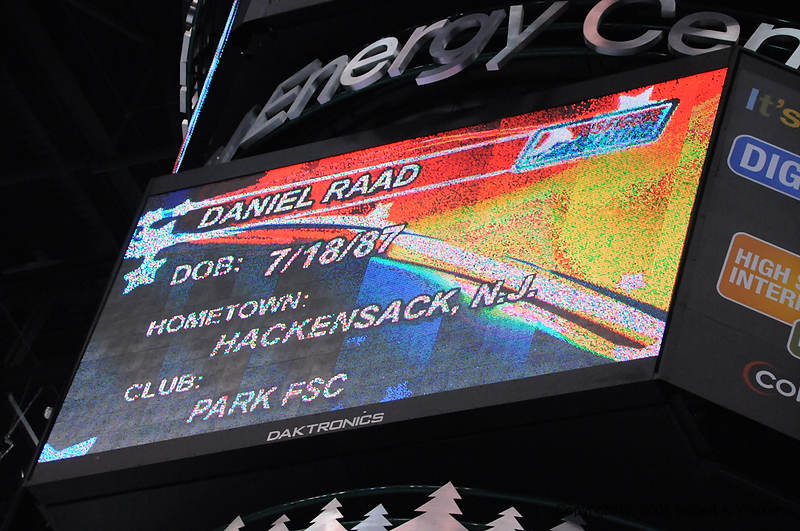 Energy Cen
DANIEL RAAD
DOB: 7/18/87
HOMETOWN:
HACKENSACK, N.J.
CLUB:
PARK FSC
DAKTRONICS
It's
DIG
HIGH S
INTER
CO